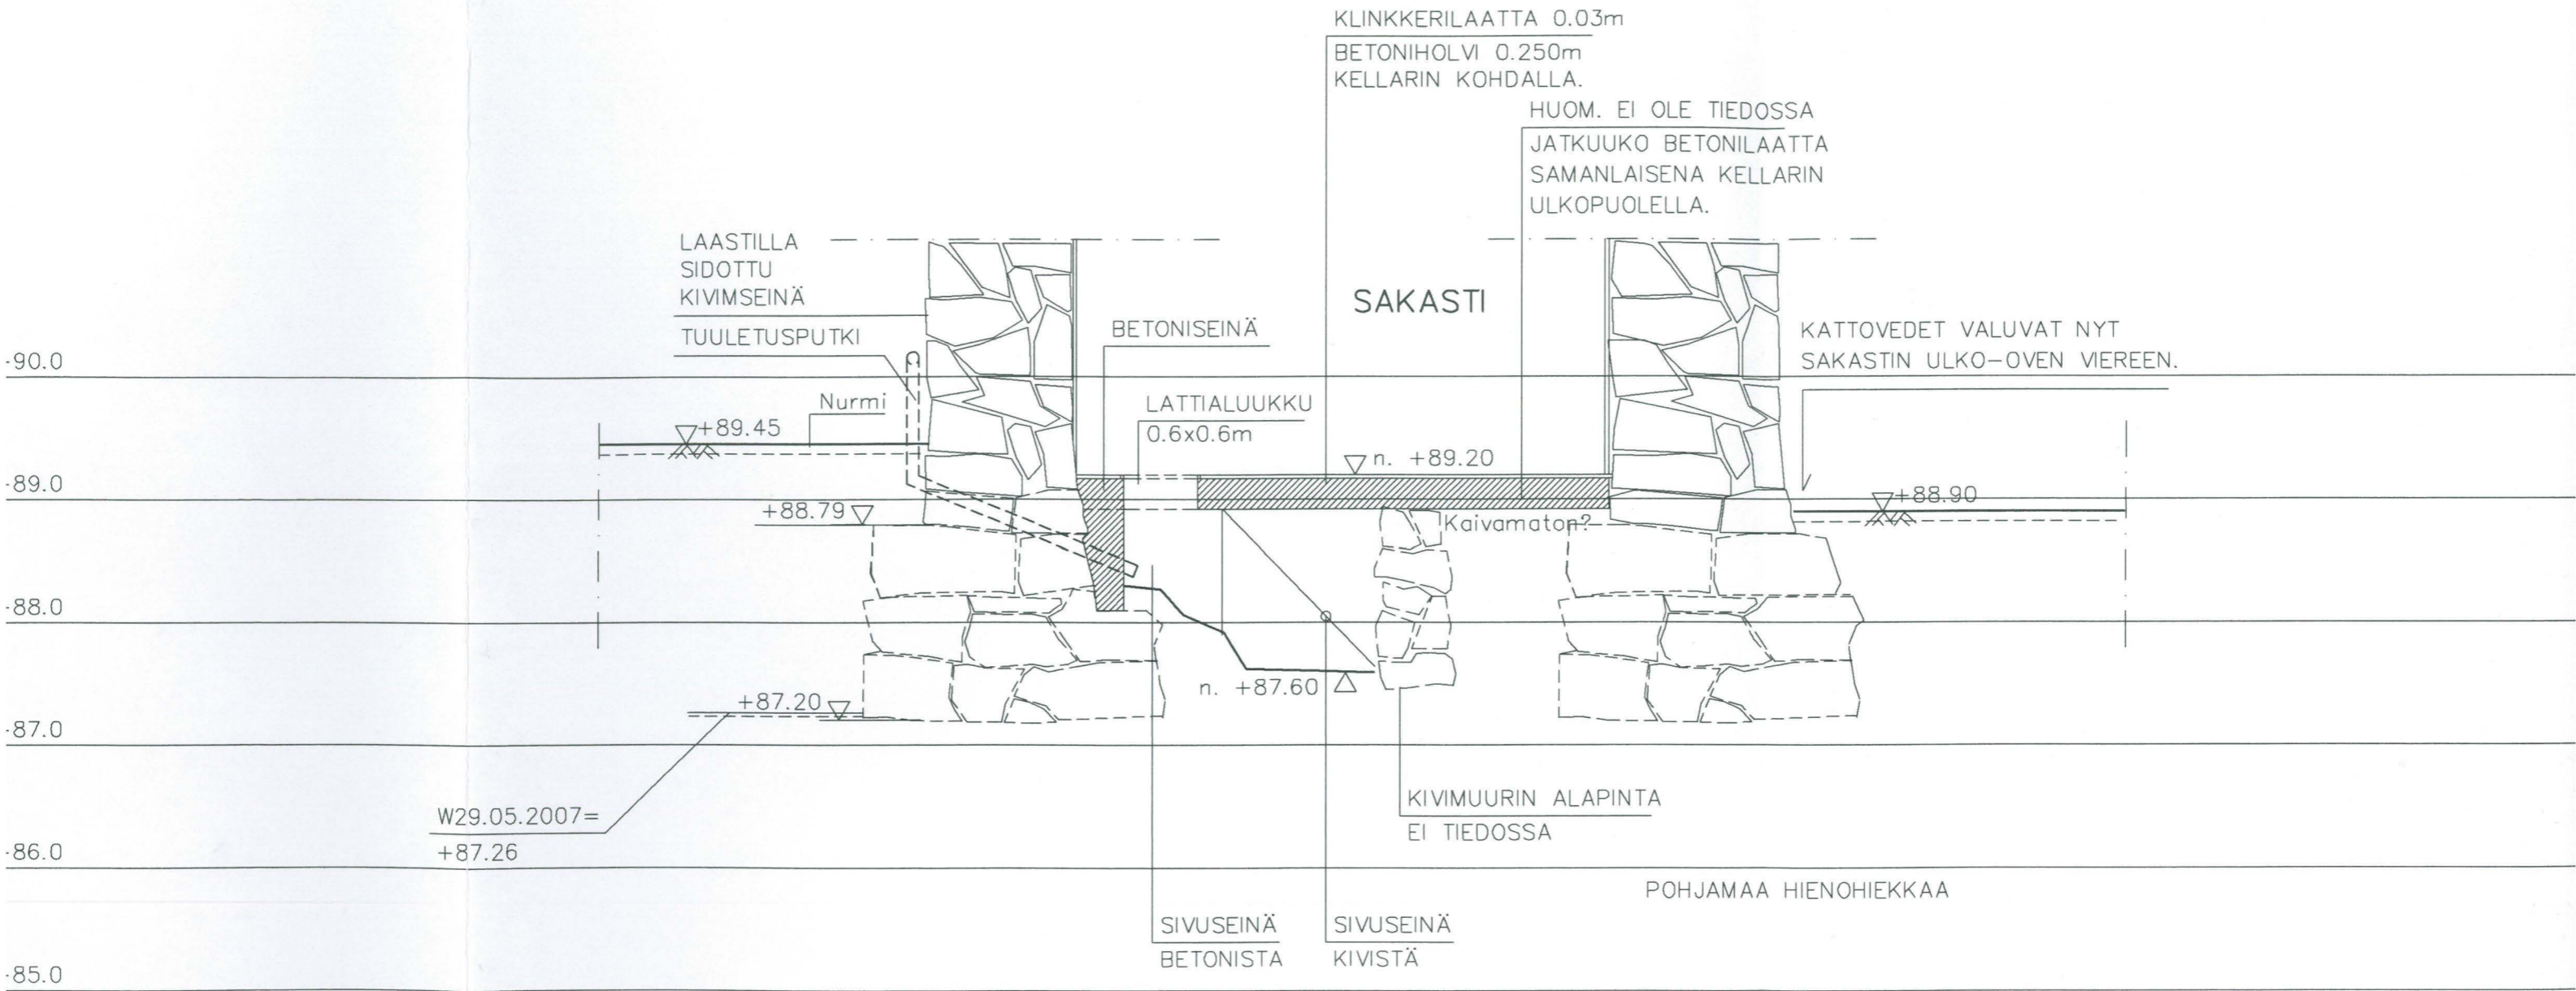 KLINKKERILAATTA 0.03m
BETONIHOLVI 0.250m
KELLARIN KOHDALLA.
HUOM. EI OLE TIEDOSSA
JATKUUKO BETONILAATTA
SAMANLAISENA KELLARIN
ULKOPUOLELLA.
LAASTILLA
SIDOTTU
KIVIMSEINÄ
TUULETUSPUTKI
BETONISEINÄ
SAKASTI
KATTOVEDET VALUVAT NYT
SAKASTIN ULKO-OVEN VIEREEN.
90.0
Nurmi
LATTIALUUKKU
0.6x0.6m
+89.45
n. +89.20
89.0
+88.90
+88.79
Kaivamaton?
88.0
n. +87.60
+87.20
87.0
KIVIMUURIN ALAPINTA
EI TIEDOSSA
W29.05.2007=
+87.26
86.0
POHJAMAA HIENOHIEKKAA
SIVUSEINÄ
BETONISTA
SIVUSEINÄ
KIVISTÄ
85.0